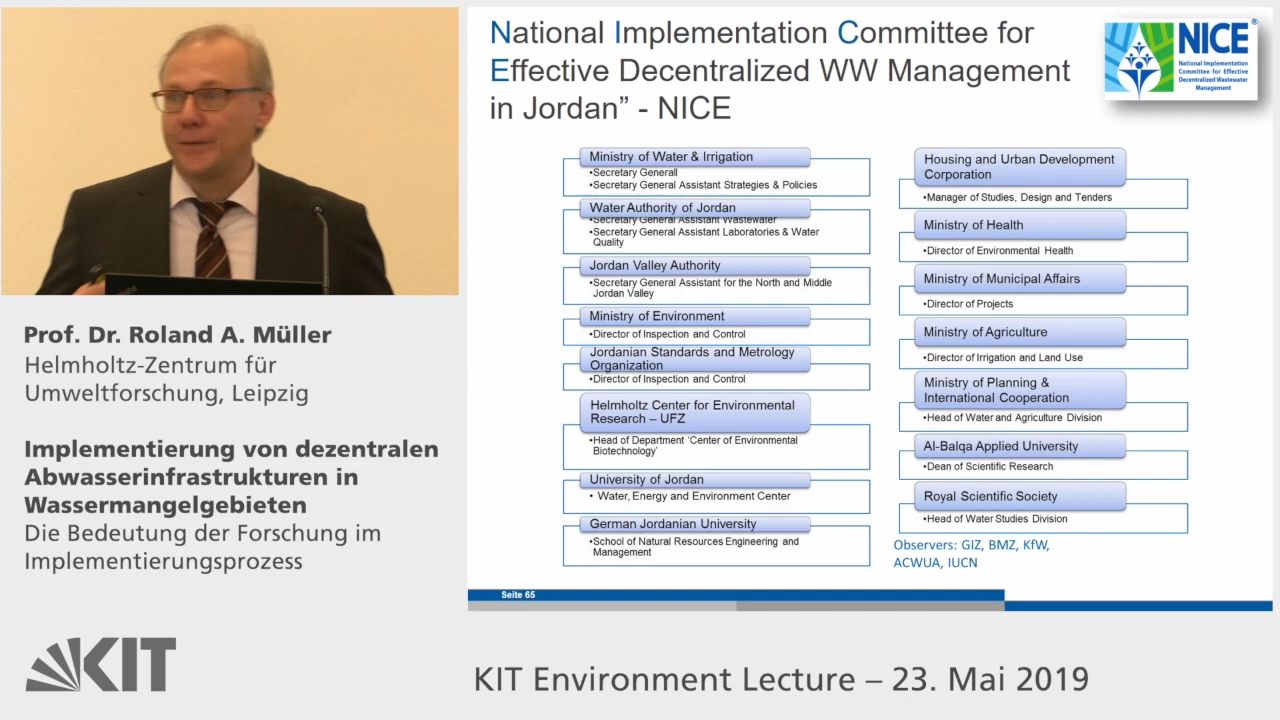 National Implementation Committee for
Effective Decentralized WW Management
in Jordan” - NICE
NICE®
National Implementation
Committee for Effective
Decentralized Wastewater
Management
Ministry of Water & Irrigation
•Secretary Generall
•Secretary General Assistant Strategies & Policies
Water Authority of Jordan
•Secretary General Assistant Wastewater
•Secretary General Assistant Laboratories & Water
Quality
Jordan Valley Authority
•Secretary General Assistant for the North and Middle
Jordan Valley
Ministry of Environment
•Director of Inspection and Control
Jordanian Standards and Metrology
Organization
•Director of Inspection and Control
Helmholtz Center for Environmental
Research – UFZ
•Head of Department ‘Center of Environmental
Biotechnology’
University of Jordan
• Water, Energy and Environment Center
German Jordanian University
•School of Natural Resources Engineering and
Management
Housing and Urban Development
Corporation
•Manager of Studies, Design and Tenders
Ministry of Health
•Director of Environmental Health
Ministry of Municipal Affairs
•Director of Projects
Ministry of Agriculture
•Director of Irrigation and Land Use
Ministry of Planning &
International Cooperation
•Head of Water and Agriculture Division
Al-Balqa Applied University
•Dean of Scientific Research
Royal Scientific Society
•Head of Water Studies Division
Observers: GIZ, BMZ, KfW,
ACWUA, IUCN
Seite 65
Prof. Dr. Roland A. Müller
Helmholtz-Zentrum für
Umweltforschung, Leipzig
Implementierung von dezentralen
Abwasserinfrastrukturen in
Wassermangelgebieten
Die Bedeutung der Forschung im
Implementierungsprozess
KIT
KIT Environment Lecture – 23. Mai 2019